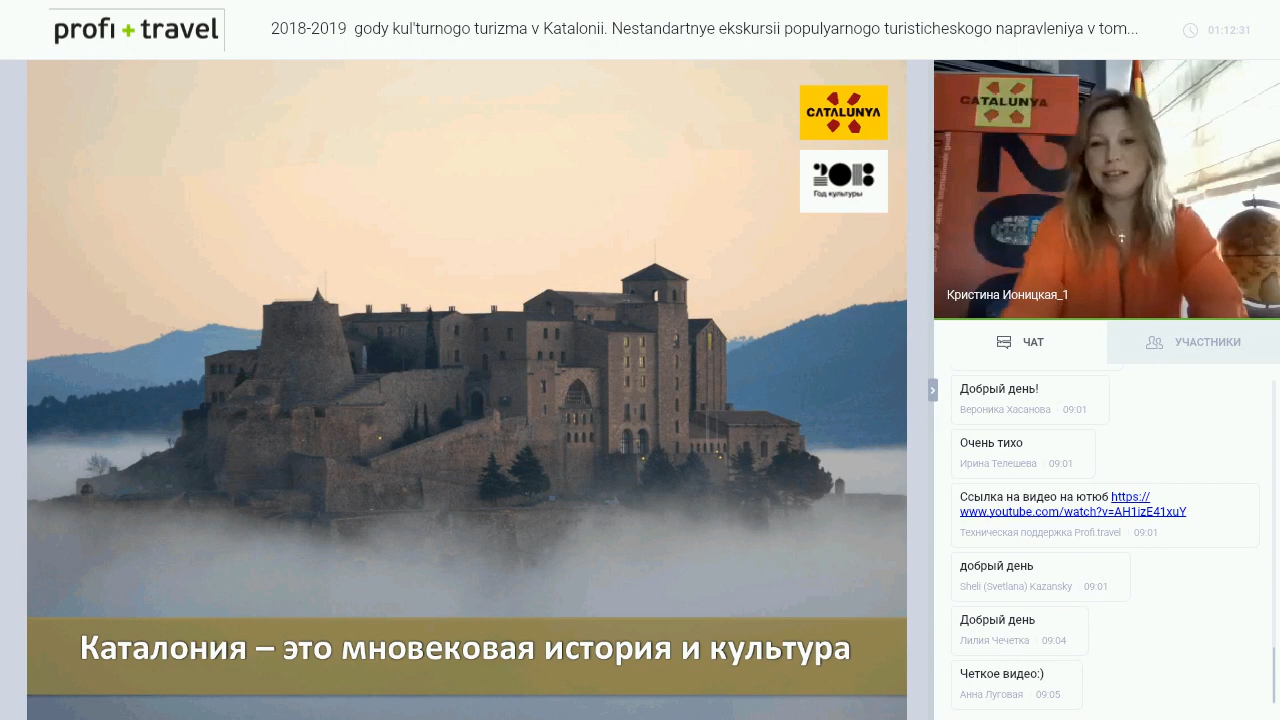 profi + travel
2018-2019 gody kul'turnogo turizma v Katalonii. Nestandartnye ekskursii populyarnogo turisticheskogo napravleniya v tom...
01:12:31
CATALUNYA
2018
Год культуры
Каталония – это мновековая история и культура
CATALUNYA
Кристина Ионицкая_1
ЧАТ
УЧАСТНИКИ
Добрый день!
Вероника Хасанова · 09:01
Очень тихо
Ирина Телешева · 09:01
Ссылка на видео на ютюб https://
www.youtube.com/watch?v=AH1izE41xuY
Техническая поддержка Profi.travel · 09:01
добрый день
Sheli (Svetlana) Kazansky · 09:01
Добрый день
Лилия Чечетка · 09:04
Четкое видео:)
Анна Луговая · 09:05